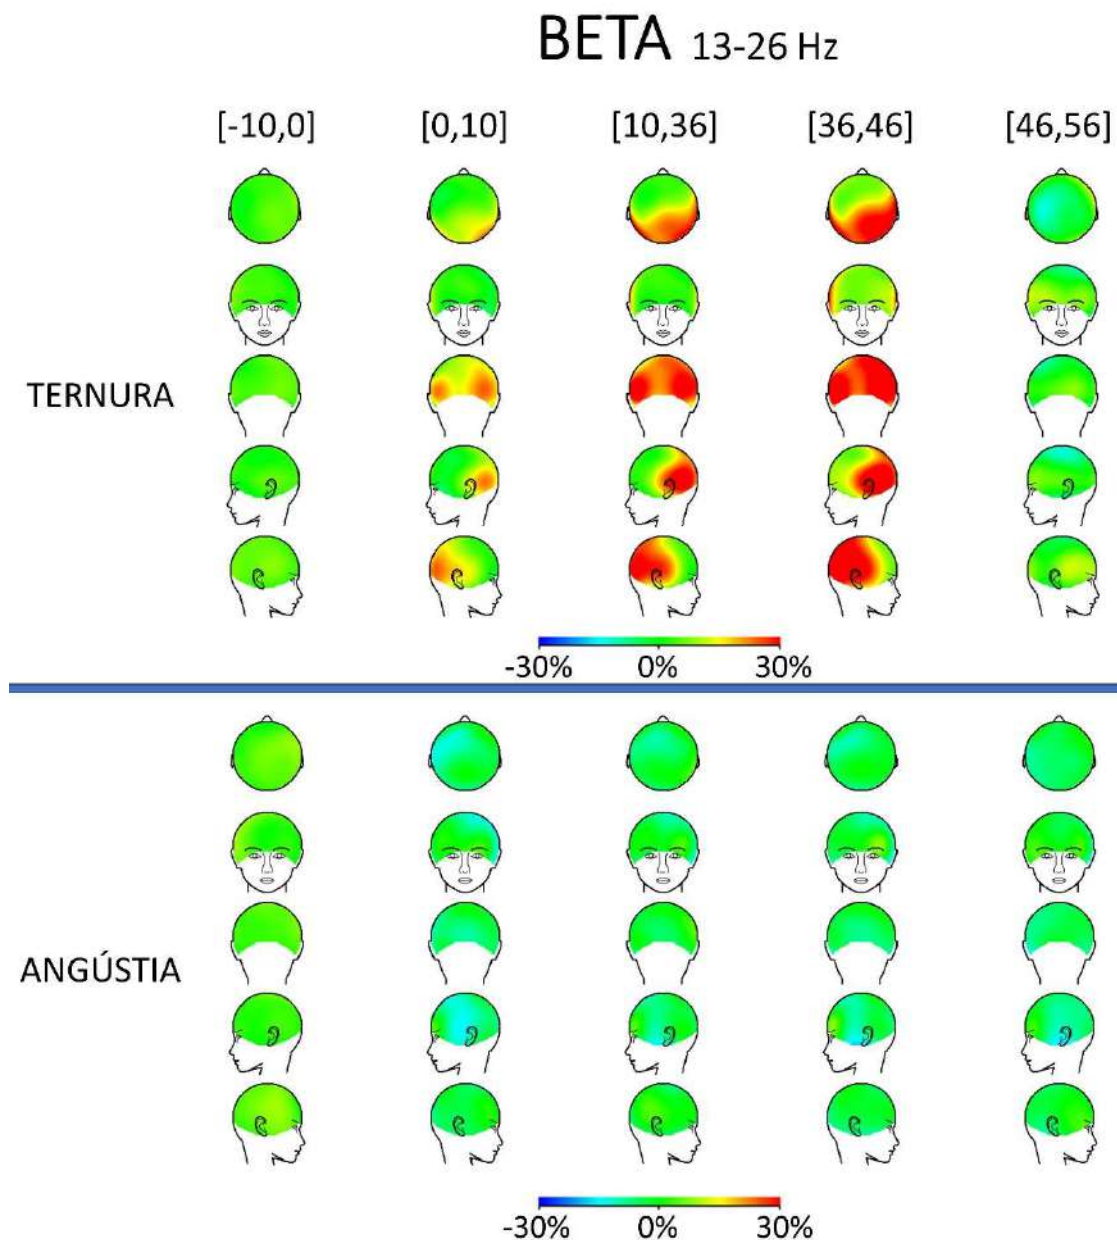 BETA 13-26 Hz
[-10,0] [0,10] [10,36] [36,46] [46,56]
TERNURA
-30% 0% 30%
ANGÚSTIA
-30% 0% 30%